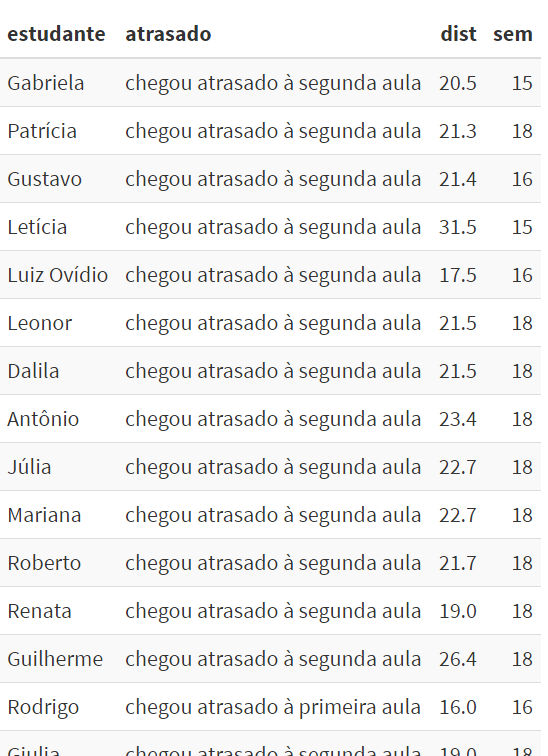 estudante atrasado dist sem
Gabriela chegou atrasado à segunda aula 20.5 15
Patrícia chegou atrasado à segunda aula 21.3 18
Gustavo chegou atrasado à segunda aula 21.4 16
Letícia chegou atrasado à segunda aula 31.5 15
Luiz Ovídio chegou atrasado à segunda aula 17.5 16
Leonor chegou atrasado à segunda aula 21.5 18
Dalila chegou atrasado à segunda aula 21.5 18
Antônio chegou atrasado à segunda aula 23.4 18
Júlia chegou atrasado à segunda aula 22.7 18
Mariana chegou atrasado à segunda aula 22.7 18
Roberto chegou atrasado à segunda aula 21.7 18
Renata chegou atrasado à segunda aula 19.0 18
Guilherme chegou atrasado à segunda aula 26.4 18
Rodrigo chegou atrasado à primeira aula 16.0 16
Giulia chegou atrasado à segunda aula 19.0 18